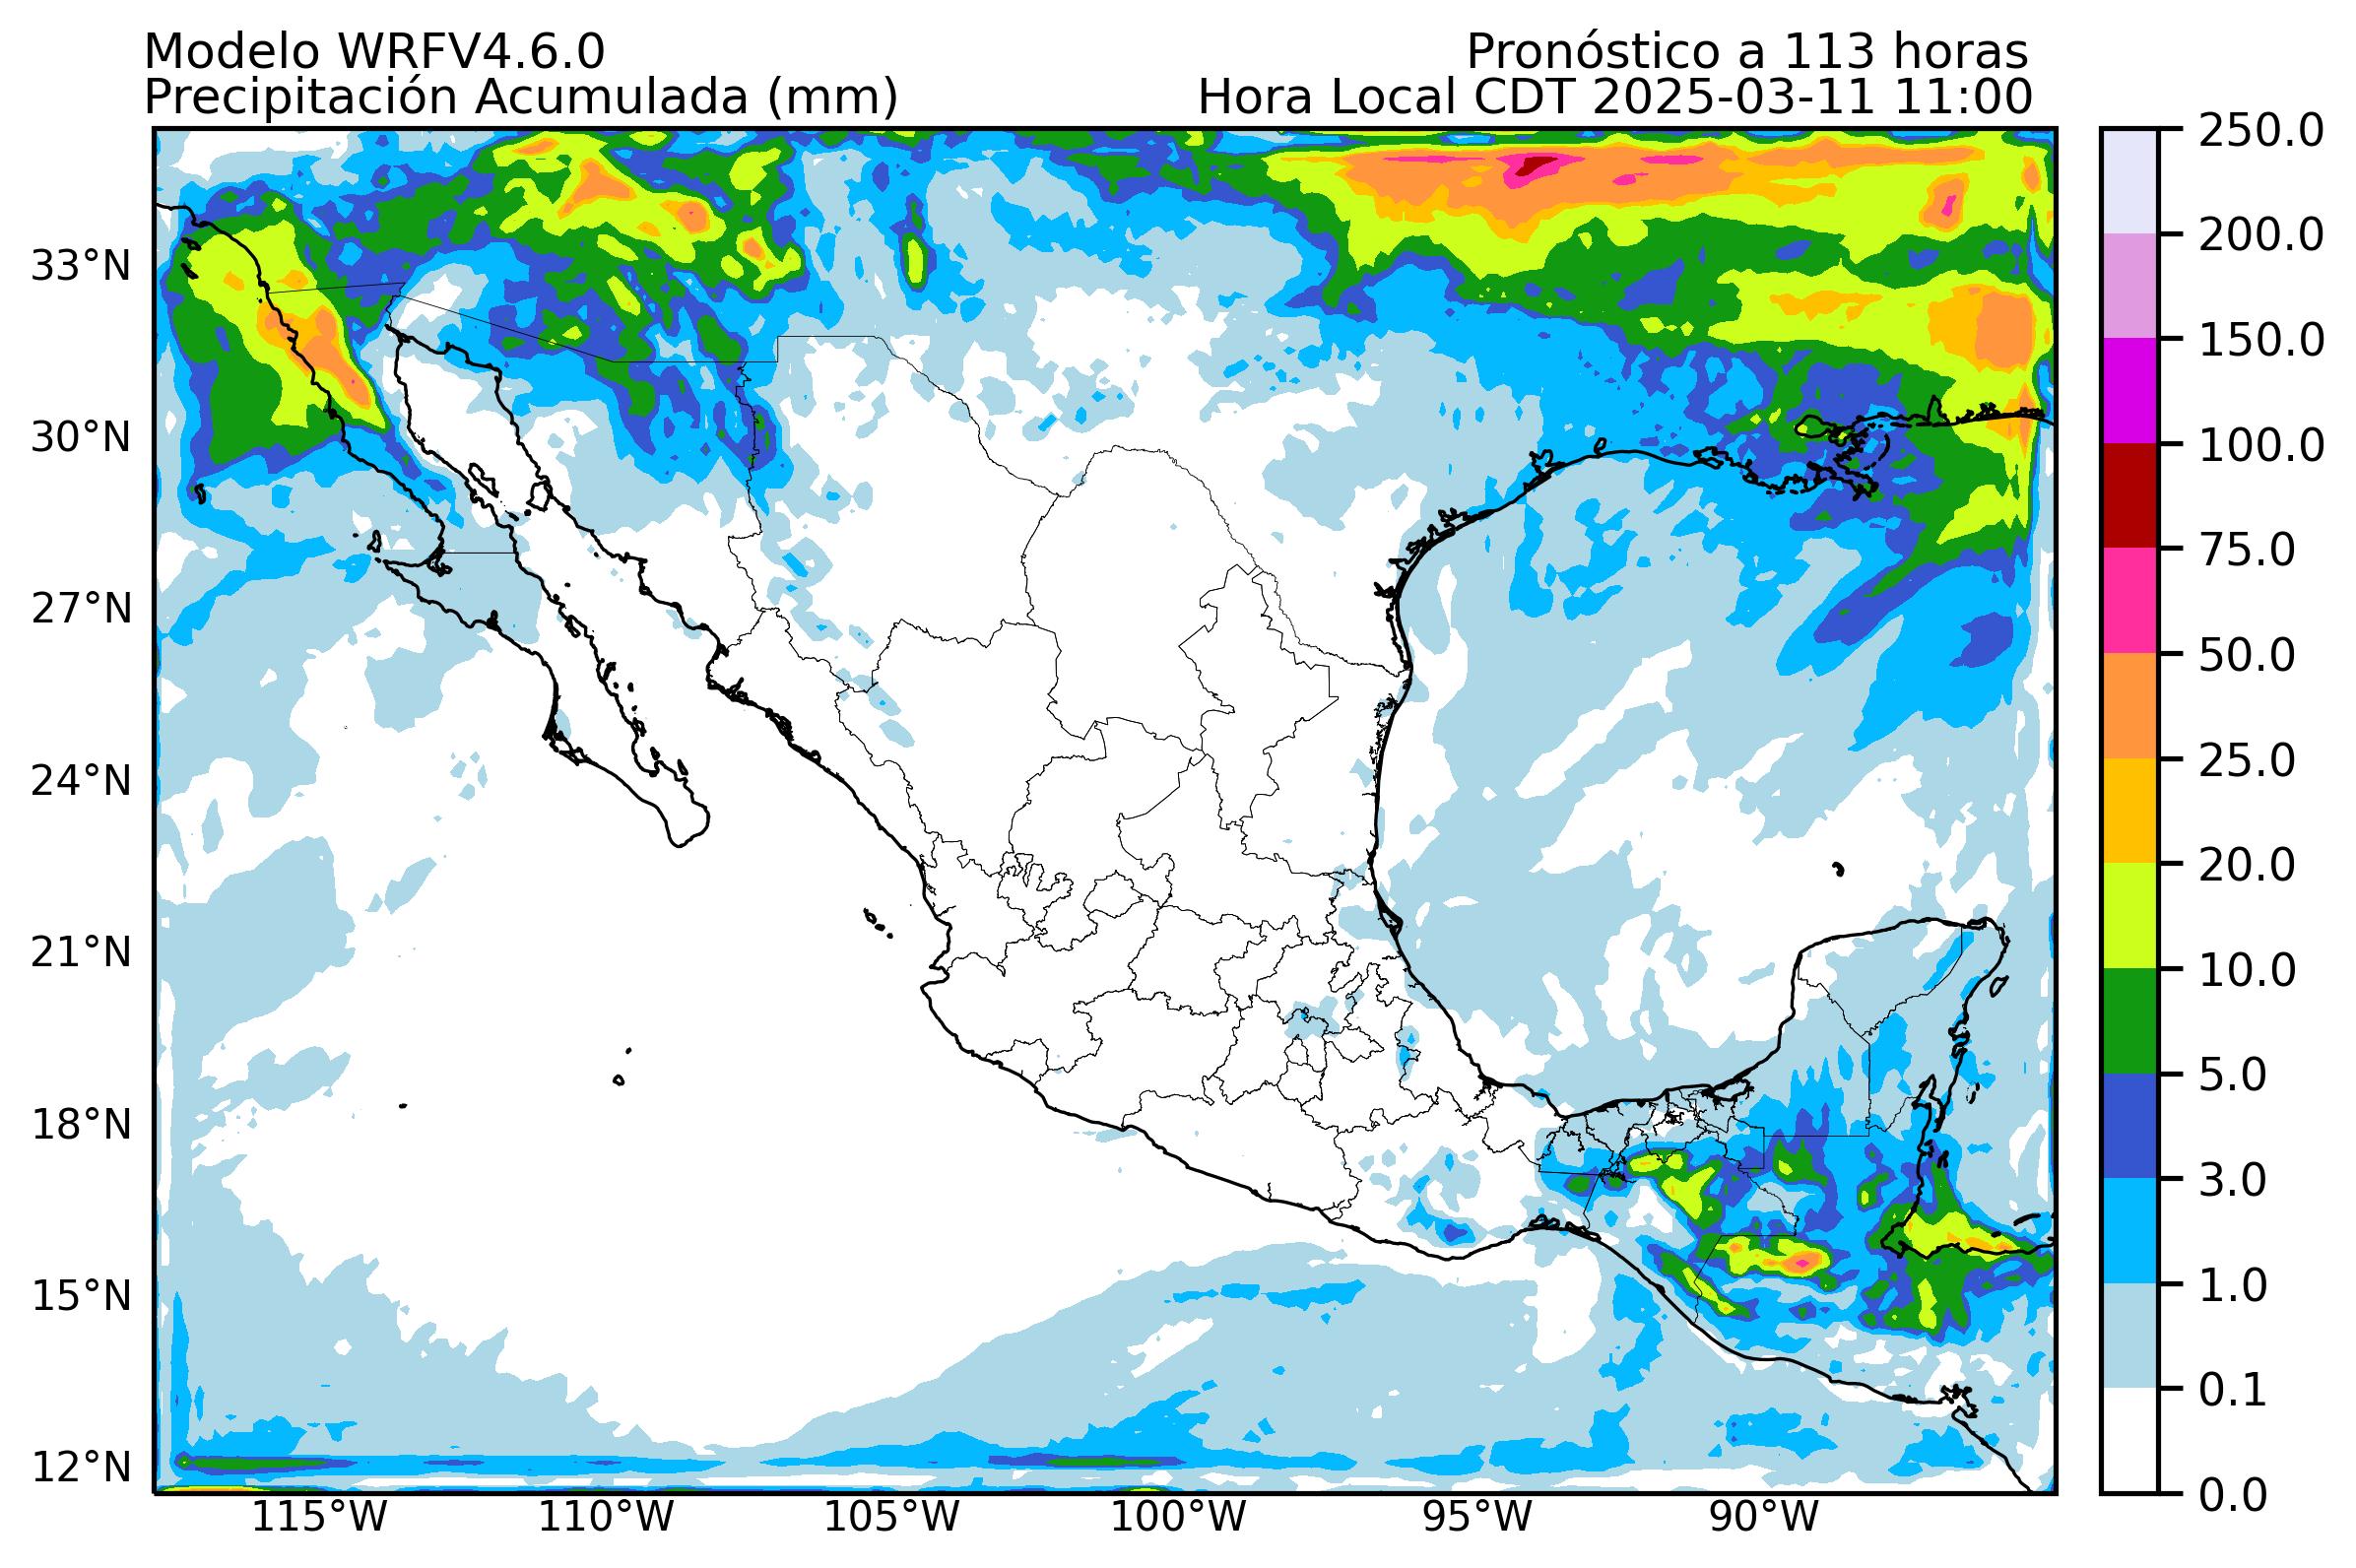 Modelo WRFV4.6.0
Pronóstico a 113 horas
Precipitación Acumulada (mm)
Hora Local CDT 2025-03-11 11:00
33°N
30°N
27°N
24°N
21°N
18°N
15°N
12°N
115°W
110°W
105°W
100°W
95°W
90°W
250.0
200.0
150.0
100.0
75.0
50.0
25.0
20.0
10.0
5.0
3.0
1.0
0.1
0.0